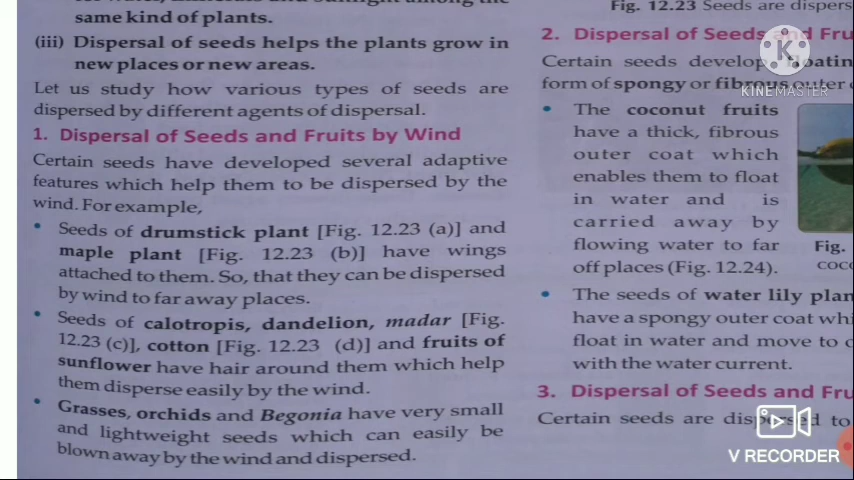 same kind of plants.
(iii) Dispersal of seeds helps the plants grow in
new places or new areas.
Let us study how various types of seeds are
dispersed by different agents of dispersal.
1. Dispersal of Seeds and Fruits by Wind
Certain seeds have developed several adaptive
features which help them to be dispersed by the
wind. For example,
• Seeds of drumstick plant [Fig. 12.23 (a)] and
maple plant [Fig. 12.23 (b)] have wings
attached to them. So, that they can be dispersed
by wind to far away places.
• Seeds of calotropis, dandelion, madar [Fig.
12.23 (c)], cotton [Fig. 12.23 (d)] and fruits of
sunflower have hair around them which help
them disperse easily by the wind.
• Grasses, orchids and Begonia have very small
and lightweight seeds which can easily be
blown away by the wind and dispersed.
Fig. 12.23 Seeds are
2. Dispersal of Seeds and
Certain seeds develop
form of spongy or fibrous outer
• The coconut fruits
have a thick, fibrous
outer coat which
enables them to float
in water and is
carried away by
flowing water to far
off places (Fig. 12.24).
Fig.
• The seeds of water lily
have a spongy outer coat
float in water and move to
with the water current.
3. Dispersal of Seeds and
Certain seeds are dispersed to
KINEMASTER
V RECORDER